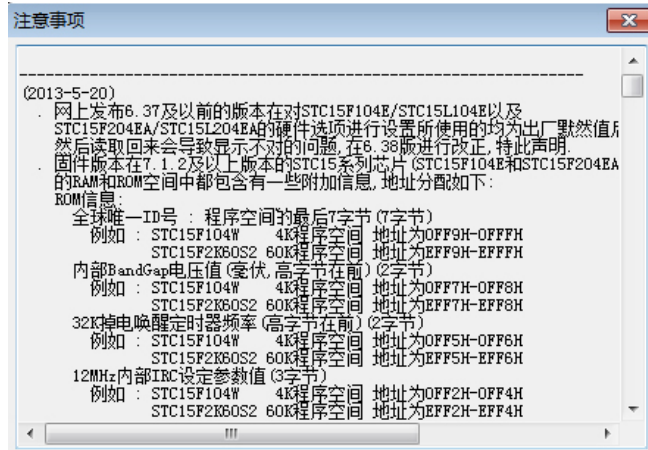 注意事项
--------------------------------------------------------------
(2013-5-20)
. 网上发布6.37及以前的版本在对STC15F104E/STC15L104E以及
STC15F204EA/STC15L204EA的硬件选项进行设置所使用的均为出厂默然值
然后读取回来会导致显示不对的问题,在6.38版进行改正,特此声明.
. 固件版本在7.1.2及以上版本的STC15系列芯片(STC15F104E和STC15F204EA
的RAM和ROM空间中都包含有一些附加信息,地址分配如下:
ROM信息:
全球唯一ID号 : 程序空间的最后7字节(7字节)
例如 : STC15F104W 4K程序空间 地址为0FF9H-0FFFH
STC15F2K60S2 60K程序空间 地址为EFF9H-EFFFH
内部BandGap电压值(毫伏,高字节在前)(2字节)
例如 : STC15F104W 4K程序空间 地址为0FF7H-0FF8H
STC15F2K60S2 60K程序空间 地址为EFF7H-EFF8H
32K掉电唤醒定时器频率(高字节在前)(2字节)
例如 : STC15F104W 4K程序空间 地址为0FF5H-0FF6H
STC15F2K60S2 60K程序空间 地址为EFF5H-EFF6H
12MHz内部IRC设定参数值(3字节)
例如 : STC15F104W 4K程序空间 地址为0FF2H-0FF4H
STC15F2K60S2 60K程序空间 地址为EFF2H-EFF4H